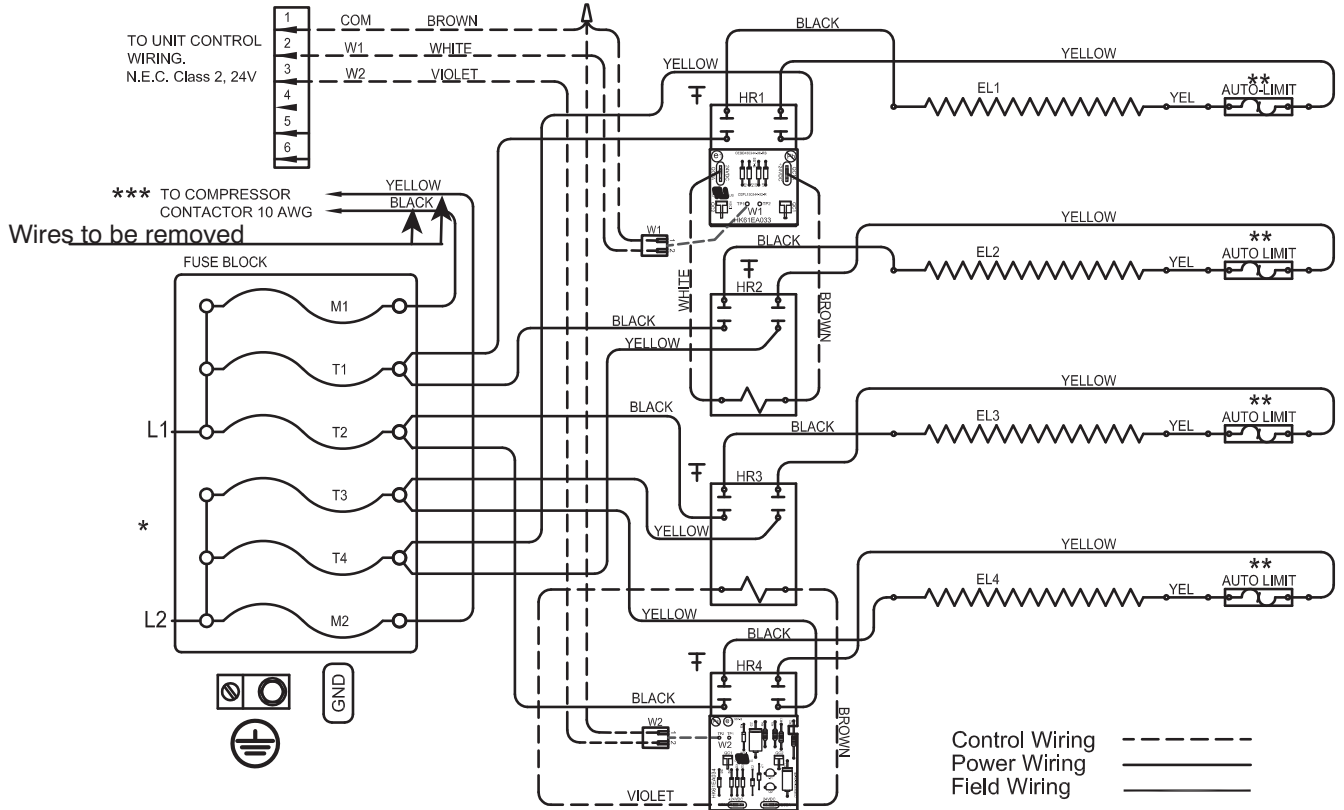 1
COM BROWN
TO UNIT CONTROL
WIRING.
N.E.C. Class 2, 24V
2
W1 WHITE
3
W2 VIOLET
4
5
6
*** TO COMPRESSOR
CONTACTOR 10 AWG
YELLOW
BLACK
Wires to be removed
FUSE BLOCK
M1
T1
L1
T2
T3
*
T4
L2
M2
GND
YELLOW
BLACK
YELLOW
HR1
EL1
YEL
**
AUTO-LIMIT
W1
HK61EA033
W1
WHITE
BROWN
BLACK
YELLOW
HR2
EL2
YEL
**
AUTO LIMIT
BLACK
YELLOW
BLACK
BLACK
YELLOW
HR3
EL3
YEL
**
AUTO LIMIT
YELLOW
YELLOW
YELLOW
EL4
YEL
**
AUTO LIMIT
BLACK
HR4
BLACK
BROWN
W2
W2
VIOLET
Control Wiring
Power Wiring
Field Wiring